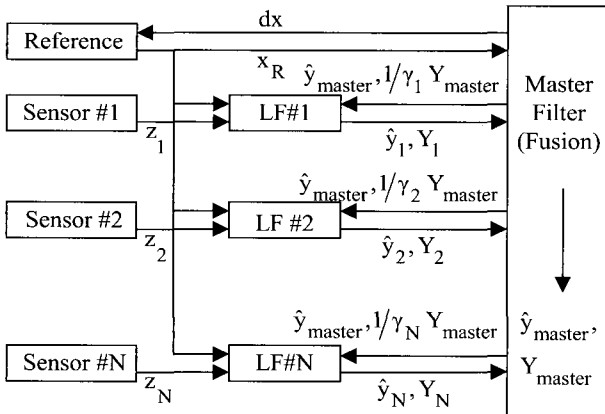 dx
Reference
x_R
ŷ_master, 1/γ_1 Y_master
Sensor #1
LF#1
z_1
ŷ_1, Y_1
Master
Filter
(Fusion)
ŷ_master, 1/γ_2 Y_master
Sensor #2
LF #2
z_2
ŷ_2, Y_2
ŷ_master, 1/γ_N Y_master
Sensor #N
LF#N
z_N
ŷ_N, Y_N
ŷ_master,
Y_master